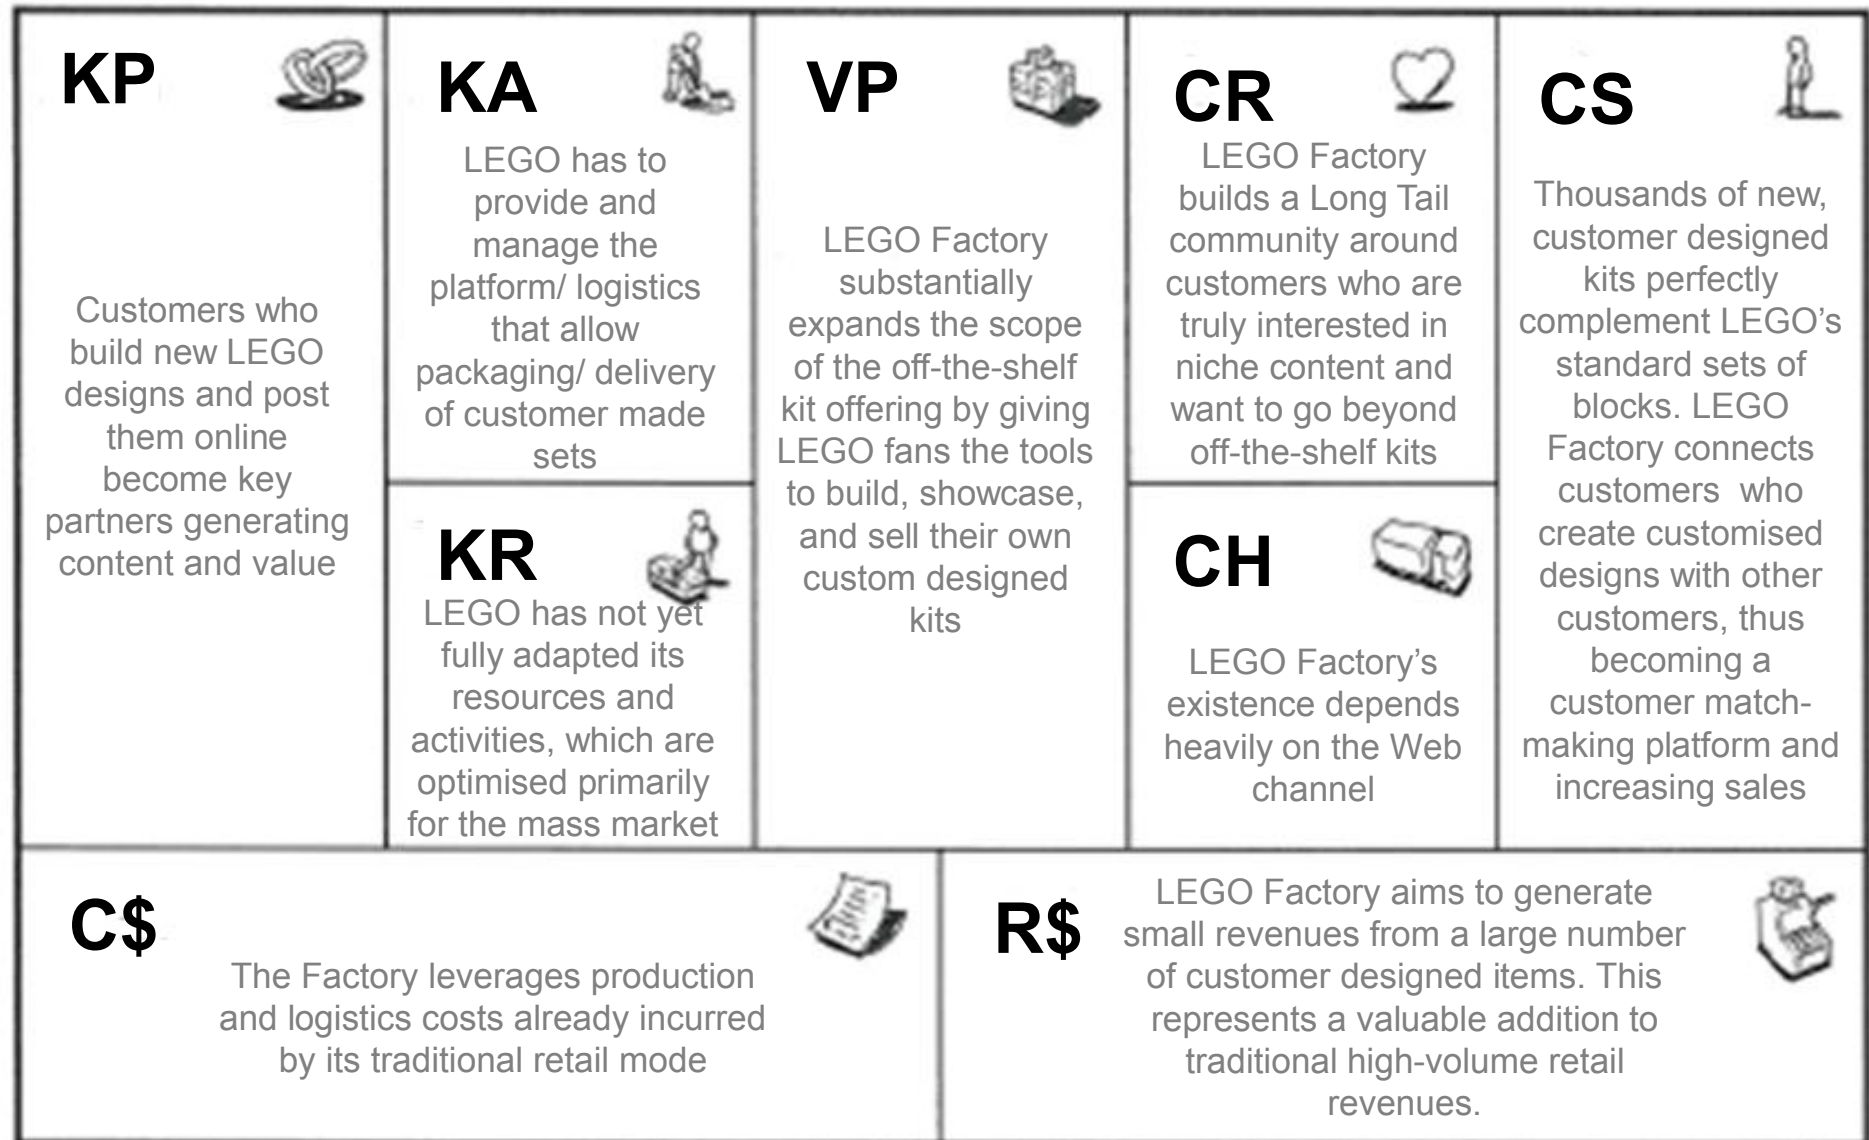 KP
Customers who
build new LEGO
designs and post
them online
become key
partners generating
content and value
KA
LEGO has to
provide and
manage the
platform/ logistics
that allow
packaging/ delivery
of customer made
sets
KR
LEGO has not yet
fully adapted its
resources and
activities, which are
optimised primarily
for the mass market
VP
LEGO Factory
substantially
expands the scope
of the off-the-shelf
kit offering by giving
LEGO fans the tools
to build, showcase,
and sell their own
custom designed
kits
CR
LEGO Factory
builds a Long Tail
community around
customers who are
truly interested in
niche content and
want to go beyond
off-the-shelf kits
CH
LEGO Factory’s
existence depends
heavily on the Web
channel
CS
Thousands of new,
customer designed
kits perfectly
complement LEGO’s
standard sets of
blocks. LEGO
Factory connects
customers  who
create customised
designs with other
customers, thus
becoming a
customer match-
making platform and
increasing sales
C$
The Factory leverages production
and logistics costs already incurred
by its traditional retail mode
R$
LEGO Factory aims to generate
small revenues from a large number
of customer designed items. This
represents a valuable addition to
traditional high-volume retail
revenues.